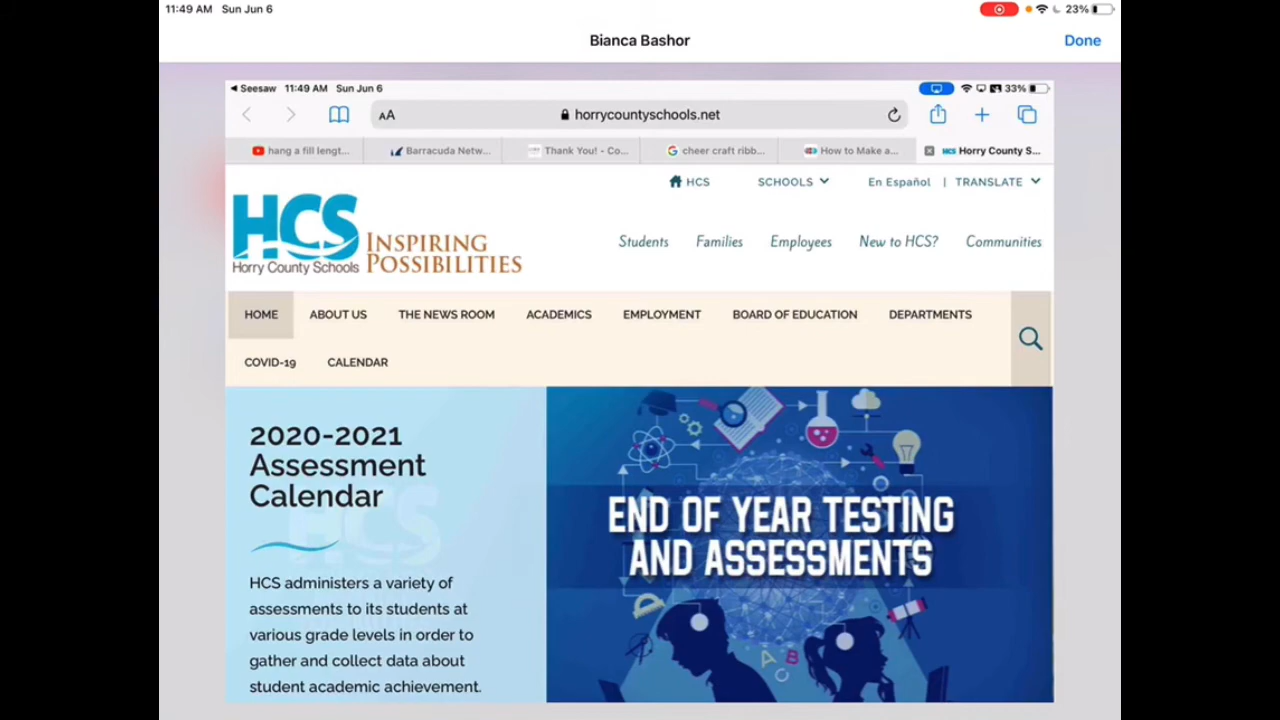 11:49 AM Sun Jun 6
23%
Bianca Bashor
Done
Seesaw 11:49 AM Sun Jun 6
33%
AA
horrycountyschools.net
hang a fill lengt...
Barracuda Netw...
Thank You! - Co...
cheer craft ribb...
How to Make a...
HCS Horry County S...
HCS
SCHOOLS
En Español | TRANSLATE
HCS
Horry County Schools
INSPIRING
POSSIBILITIES
Students
Families
Employees
New to HCS?
Communities
HOME
ABOUT US
THE NEWS ROOM
ACADEMICS
EMPLOYMENT
BOARD OF EDUCATION
DEPARTMENTS
COVID-19
CALENDAR
2020-2021
Assessment
Calendar
HCS administers a variety of
assessments to its students at
various grade levels in order to
gather and collect data about
student academic achievement.
END OF YEAR TESTING
AND ASSESSMENTS
A B
C